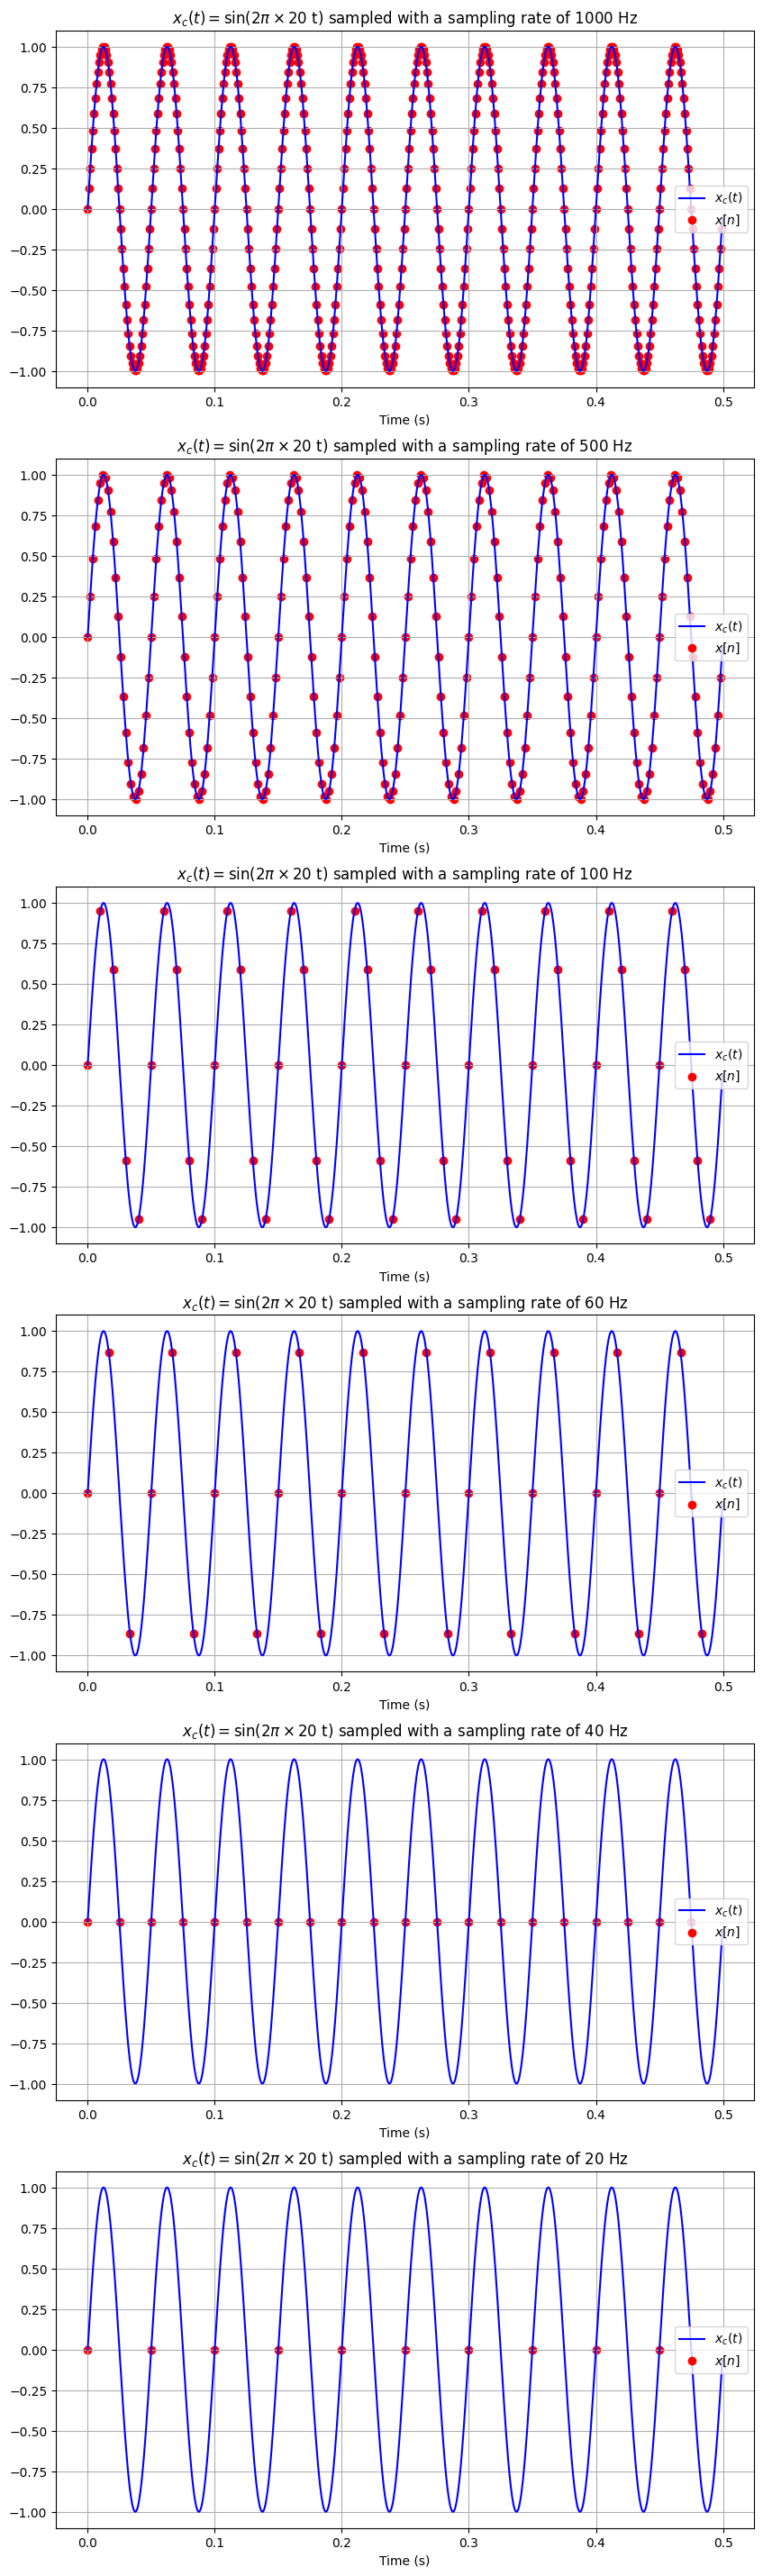 x_c(t) = sin(2π × 20 t) sampled with a sampling rate of 1000 Hz
1.00
0.75
0.50
0.25
0.00
−0.25
−0.50
−0.75
−1.00
x_c(t)
x[n]
0.0 0.1 0.2 0.3 0.4 0.5
Time (s)
x_c(t) = sin(2π × 20 t) sampled with a sampling rate of 500 Hz
1.00
0.75
0.50
0.25
0.00
−0.25
−0.50
−0.75
−1.00
x_c(t)
x[n]
0.0 0.1 0.2 0.3 0.4 0.5
Time (s)
x_c(t) = sin(2π × 20 t) sampled with a sampling rate of 100 Hz
1.00
0.75
0.50
0.25
0.00
−0.25
−0.50
−0.75
−1.00
x_c(t)
x[n]
0.0 0.1 0.2 0.3 0.4 0.5
Time (s)
x_c(t) = sin(2π × 20 t) sampled with a sampling rate of 60 Hz
1.00
0.75
0.50
0.25
0.00
−0.25
−0.50
−0.75
−1.00
x_c(t)
x[n]
0.0 0.1 0.2 0.3 0.4 0.5
Time (s)
x_c(t) = sin(2π × 20 t) sampled with a sampling rate of 40 Hz
1.00
0.75
0.50
0.25
0.00
−0.25
−0.50
−0.75
−1.00
x_c(t)
x[n]
0.0 0.1 0.2 0.3 0.4 0.5
Time (s)
x_c(t) = sin(2π × 20 t) sampled with a sampling rate of 20 Hz
1.00
0.75
0.50
0.25
0.00
−0.25
−0.50
−0.75
−1.00
x_c(t)
x[n]
0.0 0.1 0.2 0.3 0.4 0.5
Time (s)